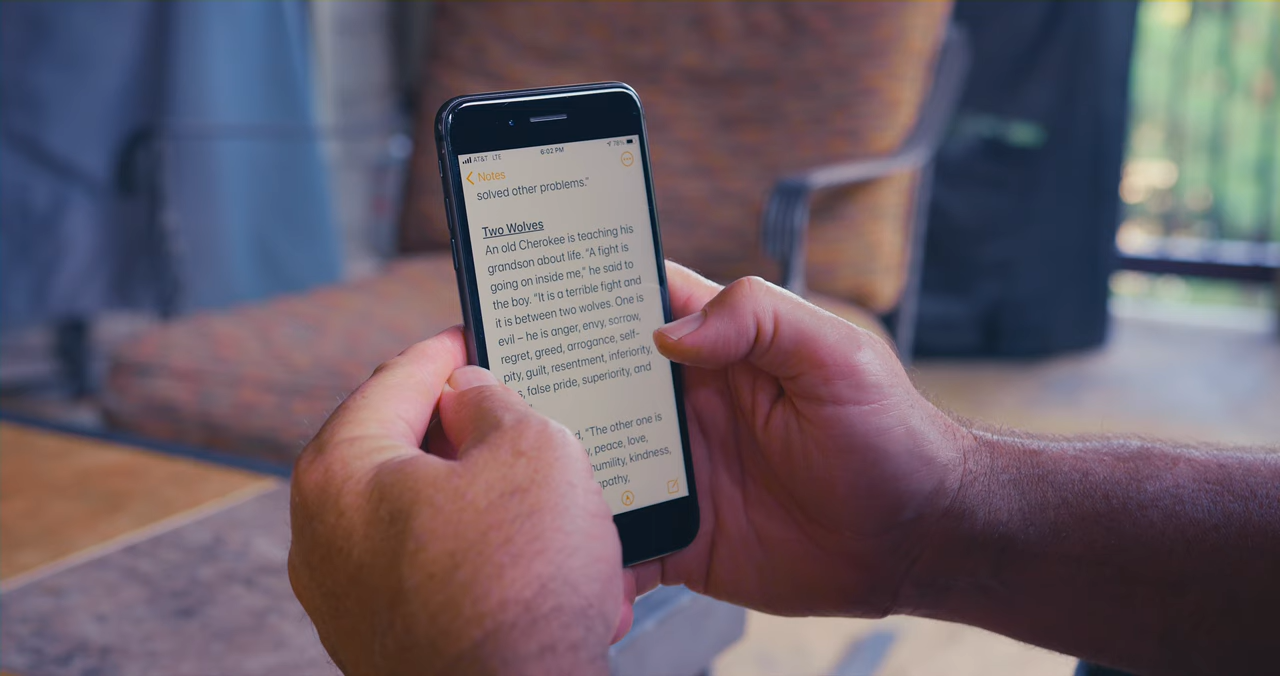 AT&T LTE 6:02 PM 78%
Notes
solved other problems."
Two Wolves
An old Cherokee is teaching his
grandson about life. "A fight is
going on inside me," he said to
the boy. "It is a terrible fight and
it is between two wolves. One is
evil – he is anger, envy, sorrow,
regret, greed, arrogance, self-
pity, guilt, resentment, inferiority,
false pride, superiority, and
"The other one is
peace, love,
humility, kindness,